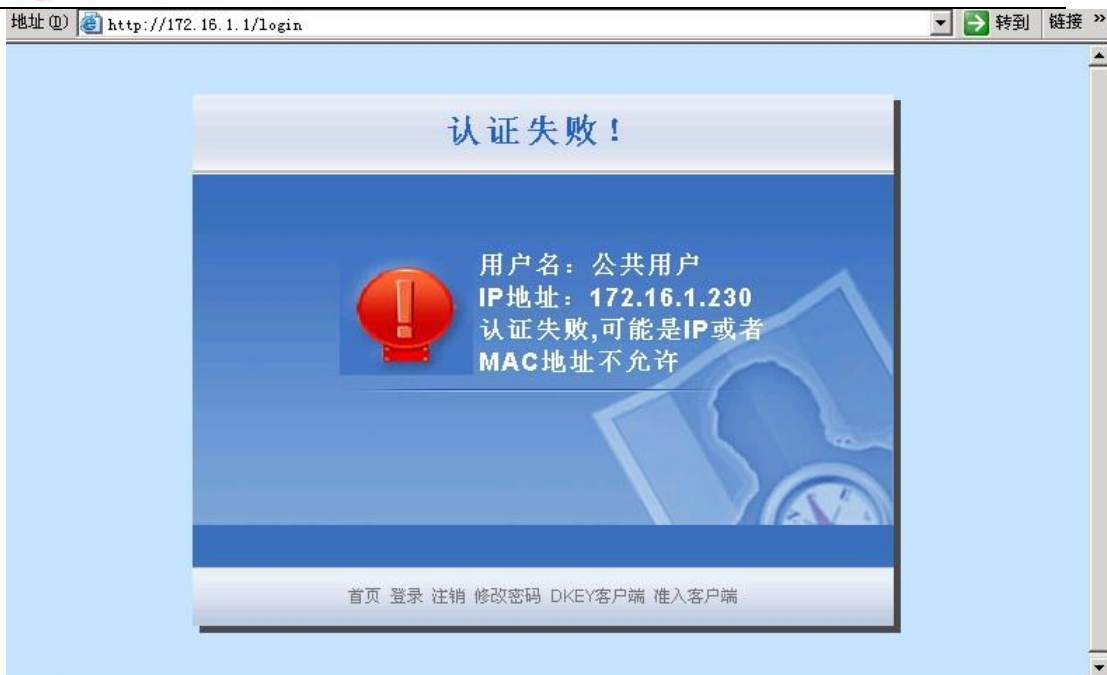 地址(D) http://172.16.1.1/login 转到 链接 »
认证失败！
用户名：公共用户
IP地址：172.16.1.230
认证失败,可能是IP或者
MAC地址不允许
首页 登录 注销 修改密码 DKEY客户端 准入客户端